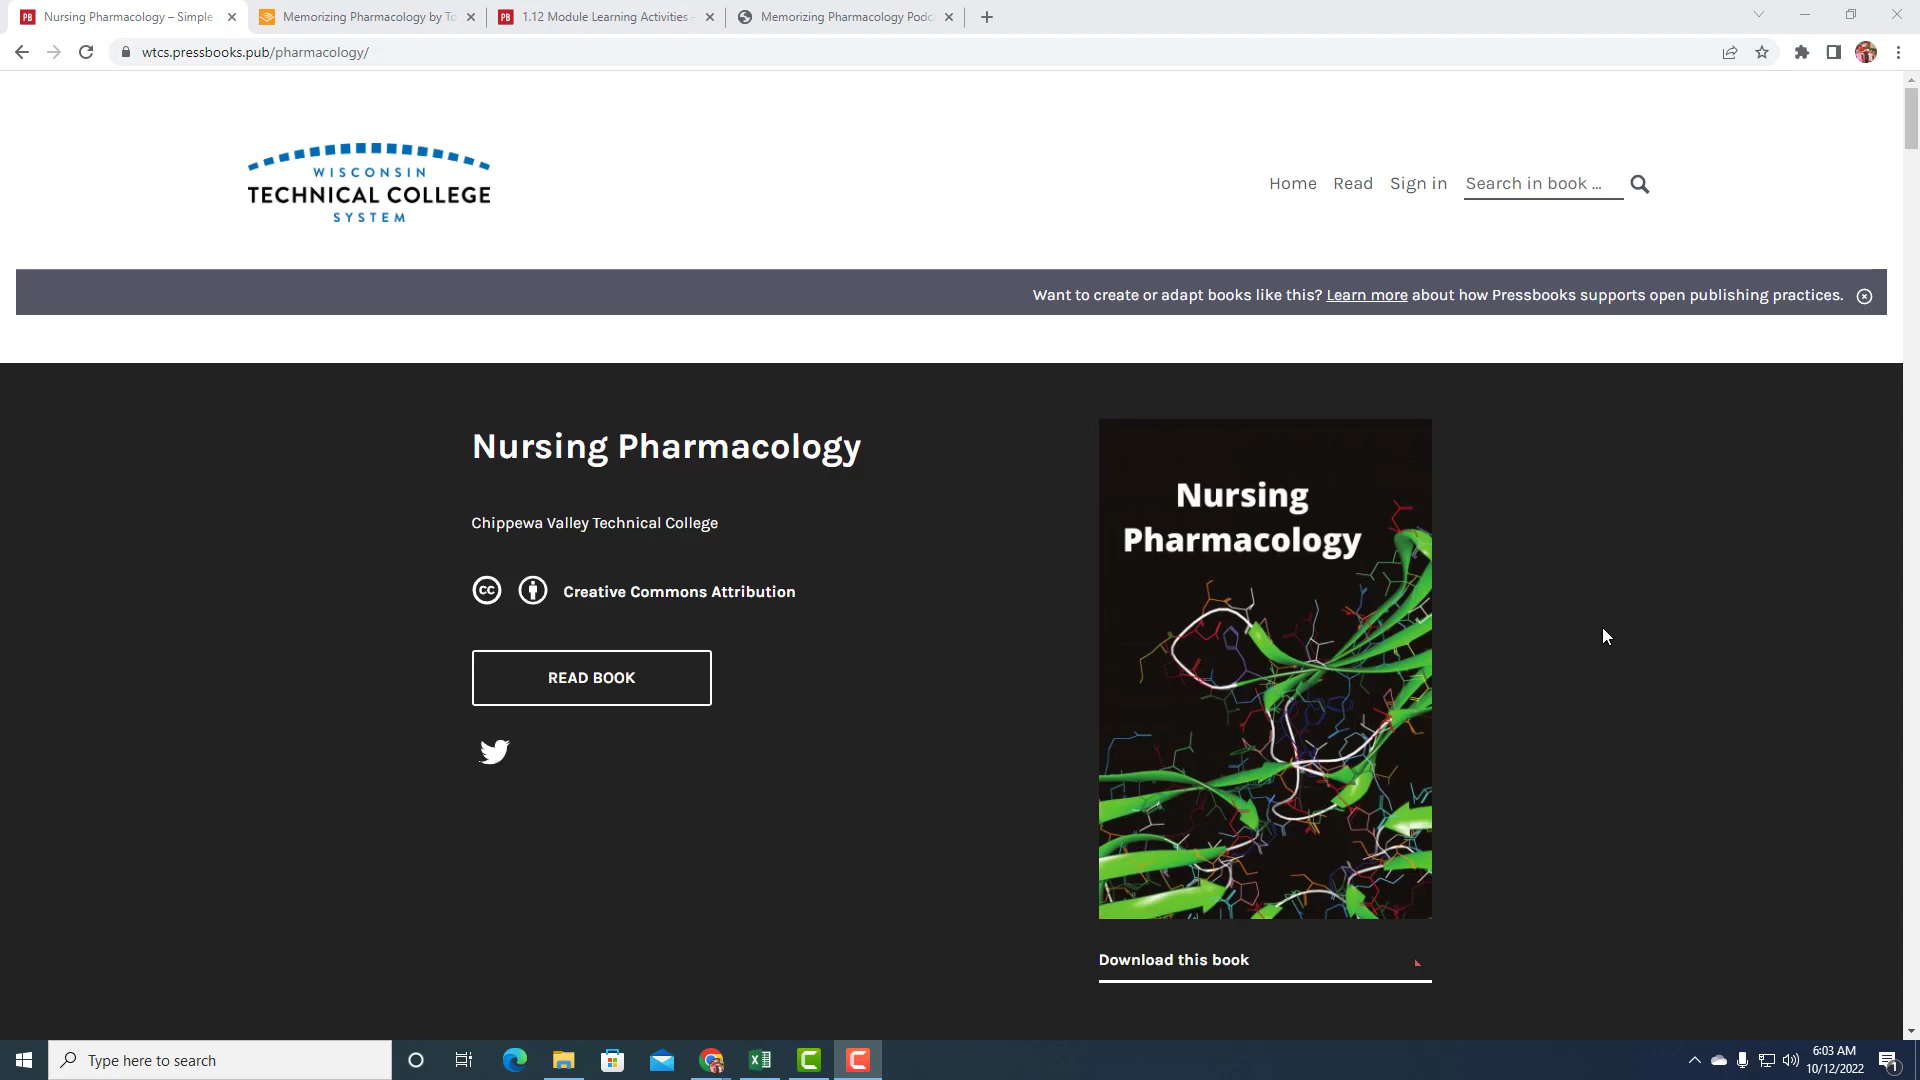 Nursing Pharmacology – Simple
Memorizing Pharmacology by To
1.12 Module Learning Activities -
Memorizing Pharmacology Podc
wtcs.pressbooks.pub/pharmacology/
WISCONSIN
TECHNICAL COLLEGE
SYSTEM
Home Read Sign in Search in book ...
Want to create or adapt books like this? Learn more about how Pressbooks supports open publishing practices.
Nursing Pharmacology
Chippewa Valley Technical College
Creative Commons Attribution
READ BOOK
Nursing
Pharmacology
Download this book
Type here to search
6:03 AM
10/12/2022